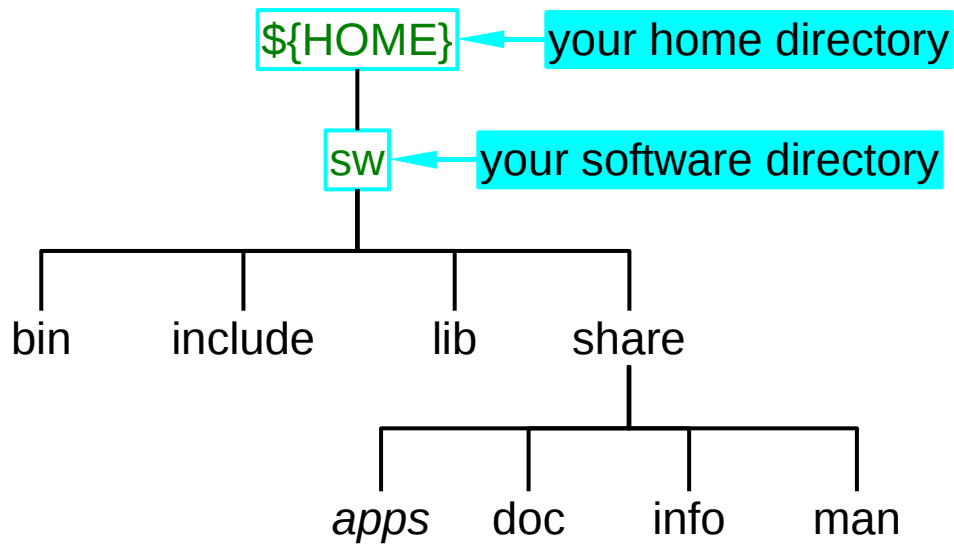 ${HOME} your home directory
sw your software directory
bin include lib share
apps doc info man